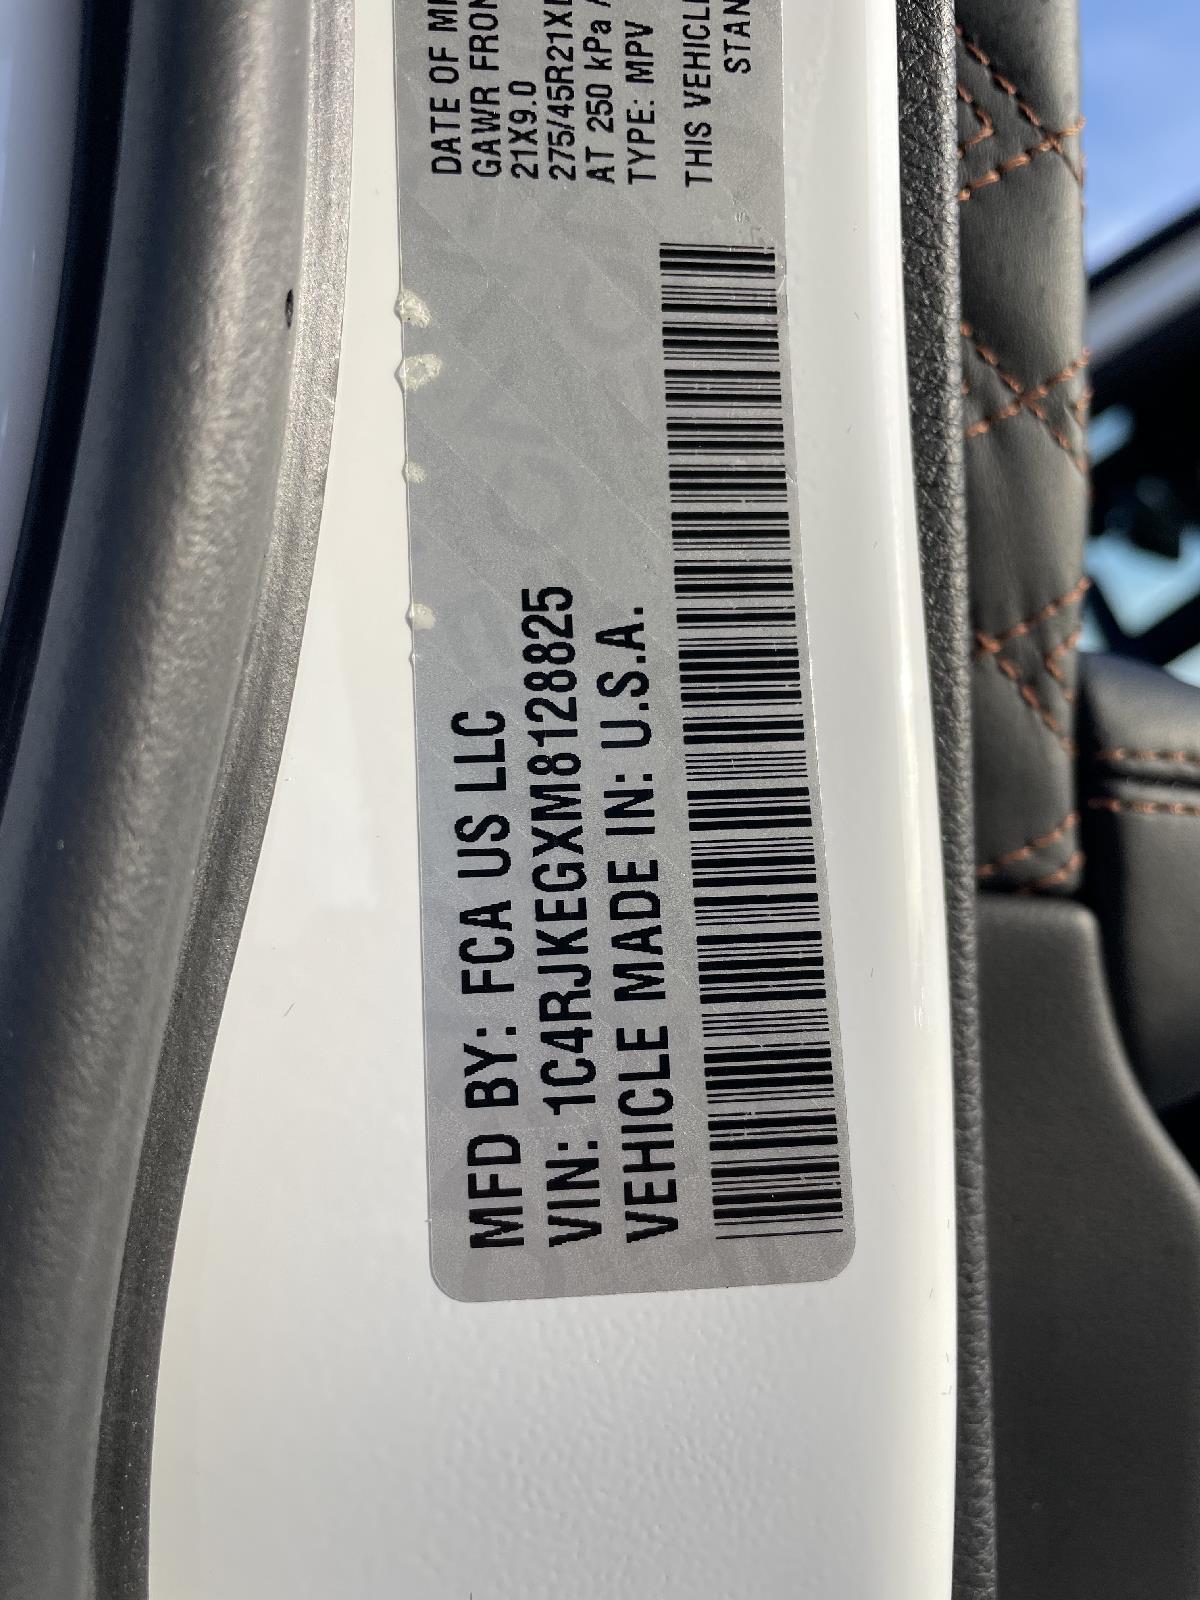 MFD BY: FCA US LLC
VIN: 1C4RJKEGXM8128825
VEHICLE MADE IN: U.S.A.
DATE OF
GAWR FRON
21X9.0
275/45R21XL
AT 250 kPa
TYPE: MPV
THIS VEHICLE
STAN